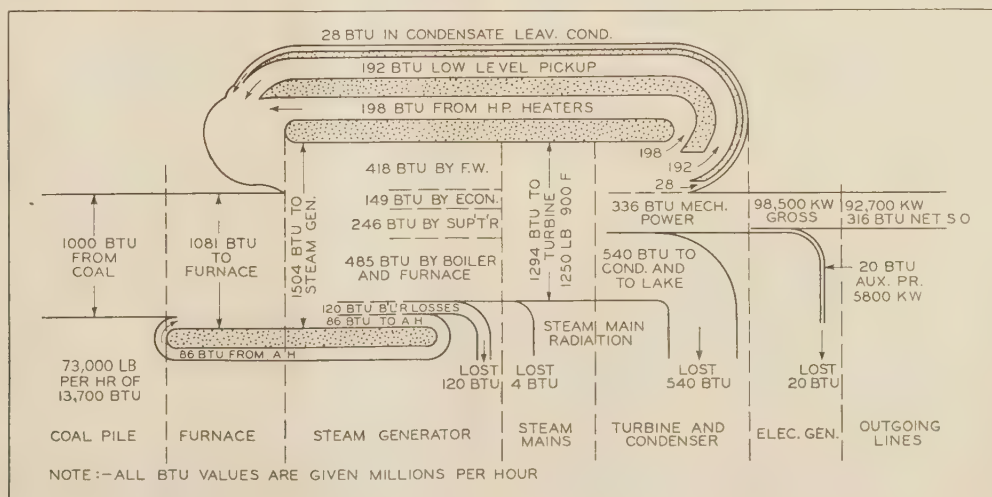 28 BTU IN CONDENSATE LEAV. COND.
192 BTU LOW LEVEL PICKUP
198 BTU FROM H.P. HEATERS
198
192
28
418 BTU BY F.W.
149 BTU BY ECON.
246 BTU BY SUP'T'R
485 BTU BY BOILER
AND FURNACE
1000 BTU
FROM
COAL
1081 BTU
TO
FURNACE
1504 BTU TO
STEAM GEN.
1294 BTU TO
TURBINE
1250 LB 900 F
336 BTU MECH.
POWER
98,500 KW
GROSS
92,700 KW
316 BTU NET S O
540 BTU TO
COND. AND
TO LAKE
20 BTU
AUX. PR.
5800 KW
120 BTU B'L'R LOSSES
86 BTU TO A H
86 BTU FROM A H
STEAM MAIN
RADIATION
73,000 LB
PER HR OF
13,700 BTU
LOST
120 BTU
LOST
4 BTU
LOST
540 BTU
LOST
20 BTU
COAL PILE
FURNACE
STEAM GENERATOR
STEAM
MAINS
TURBINE AND
CONDENSER
ELEC. GEN.
OUTGOING
LINES
NOTE:-ALL BTU VALUES ARE GIVEN MILLIONS PER HOUR